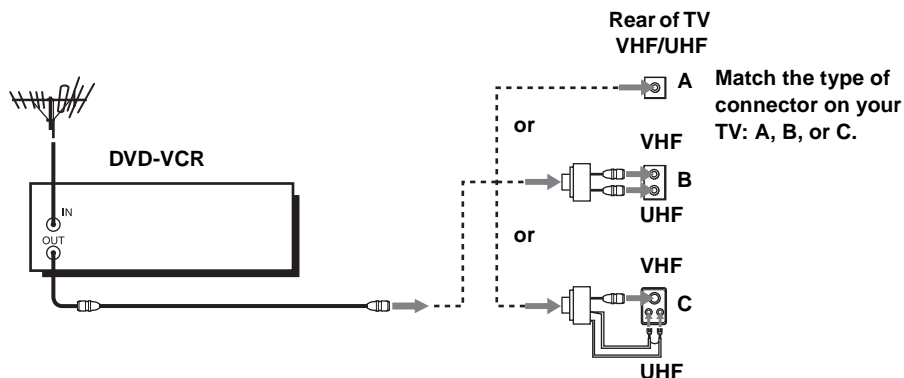 Rear of TV
VHF/UHF
A
Match the type of
connector on your
TV: A, B, or C.
or
VHF
DVD-VCR
B
IN
UHF
OUT
or
VHF
C
UHF